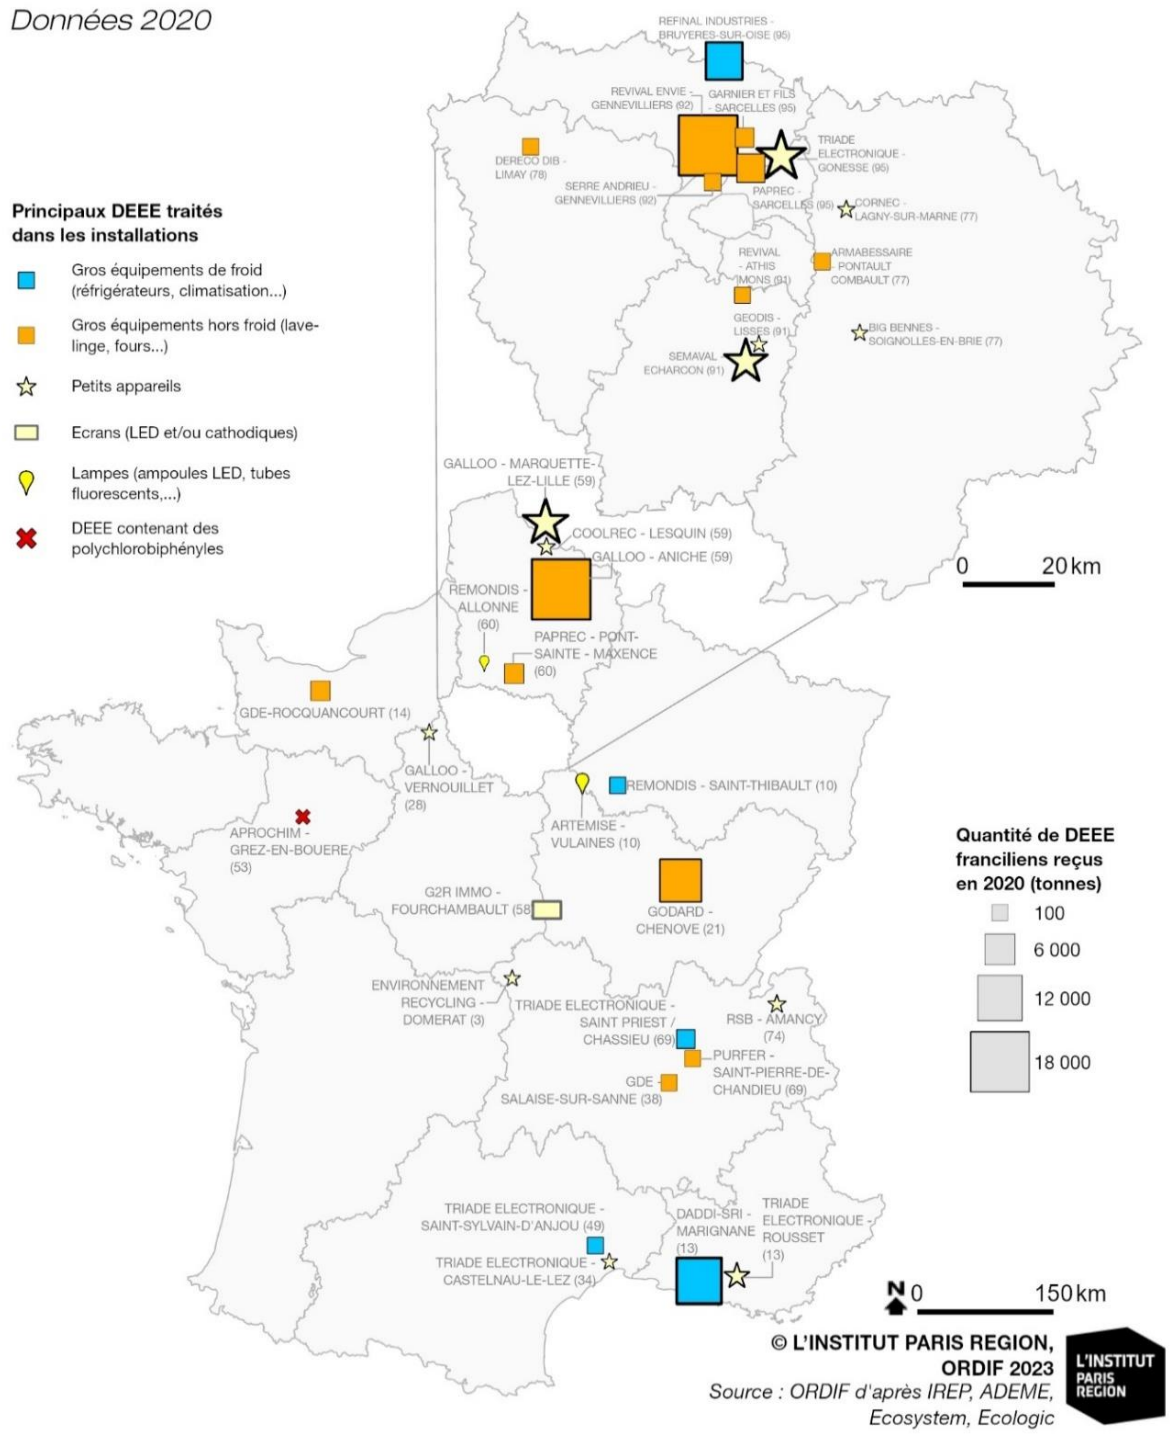 Données 2020
REFINAL INDUSTRIES -
BRUYERES-SUR-OISE (95)
REVIVAL ENVIE -
GENNEVILLIERS (92)
GARNIER ET FILS
- SARCELLES (95)
TRIADE
ELECTRONIQUE -
GONESSE (95)
DERECO DIB -
LIMAY (78)
SERRE ANDRIEU -
GENNEVILLIERS (92)
PAPREC -
SARCELLES (95)
CORNEC -
LAGNY-SUR-MARNE (77)
REVIVAL
- ATHIS
MONS (91)
ARMABESSAIRE
- PONTAULT
COMBAULT (77)
GEODIS -
LISSES (91)
BIG BENNES -
SOIGNOLLES-EN-BRIE (77)
SEMAVAL
ECHARCON (91)
Principaux DEEE traités
dans les installations
Gros équipements de froid
(réfrigérateurs, climatisation...)
Gros équipements hors froid (lave-
linge, fours...)
Petits appareils
Ecrans (LED et/ou cathodiques)
Lampes (ampoules LED, tubes
fluorescents,...)
DEEE contenant des
polychlorobiphényles
0 20 km
GALLOO - MARQUETTE-
LEZ-LILLE (59)
COOLREC - LESQUIN (59)
GALLOO - ANICHE (59)
REMONDIS -
ALLONNE
(60)
PAPREC - PONT-
SAINTE - MAXENCE
(60)
GDE-ROCQUANCOURT (14)
GALLOO -
VERNOUILLET
(28)
REMONDIS - SAINT-THIBAULT (10)
ARTEMISE -
VULAINES (10)
APROCHIM -
GREZ-EN-BOUERE
(53)
G2R IMMO -
FOURCHAMBAULT (58
GODARD -
CHENOVE (21)
ENVIRONNEMENT
RECYCLING -
DOMERAT (3)
TRIADE ELECTRONIQUE -
SAINT PRIEST /
CHASSIEU (69)
RSB - AMANCY
(74)
PURFER -
SAINT-PIERRE-DE-
CHANDIEU (69)
GDE -
SALAISE-SUR-SANNE (38)
TRIADE ELECTRONIQUE -
SAINT-SYLVAIN-D'ANJOU (49)
TRIADE ELECTRONIQUE -
CASTELNAU-LE-LEZ (34)
DADDI-SRI -
MARIGNANE
(13)
TRIADE
ELECTRONIQUE -
ROUSSET
(13)
Quantité de DEEE
franciliens reçus
en 2020 (tonnes)
100
6 000
12 000
18 000
N 0 150 km
© L'INSTITUT PARIS REGION,
ORDIF 2023
Source : ORDIF d'après IREP, ADEME,
Ecosystem, Ecologic
L'INSTITUT
PARIS
REGION